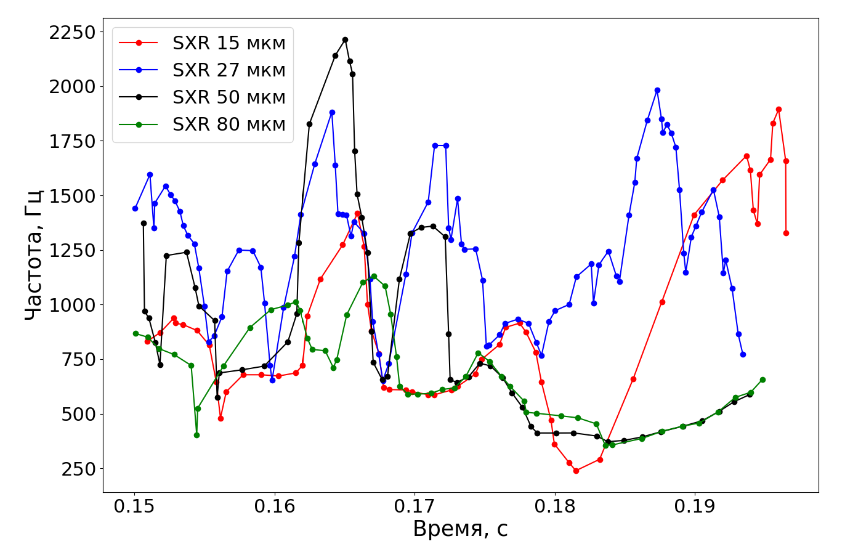 SXR 15 мкм
SXR 27 мкм
SXR 50 мкм
SXR 80 мкм
Частота, Гц
2250
2000
1750
1500
1250
1000
750
500
250
0.15 0.16 0.17 0.18 0.19
Время, с